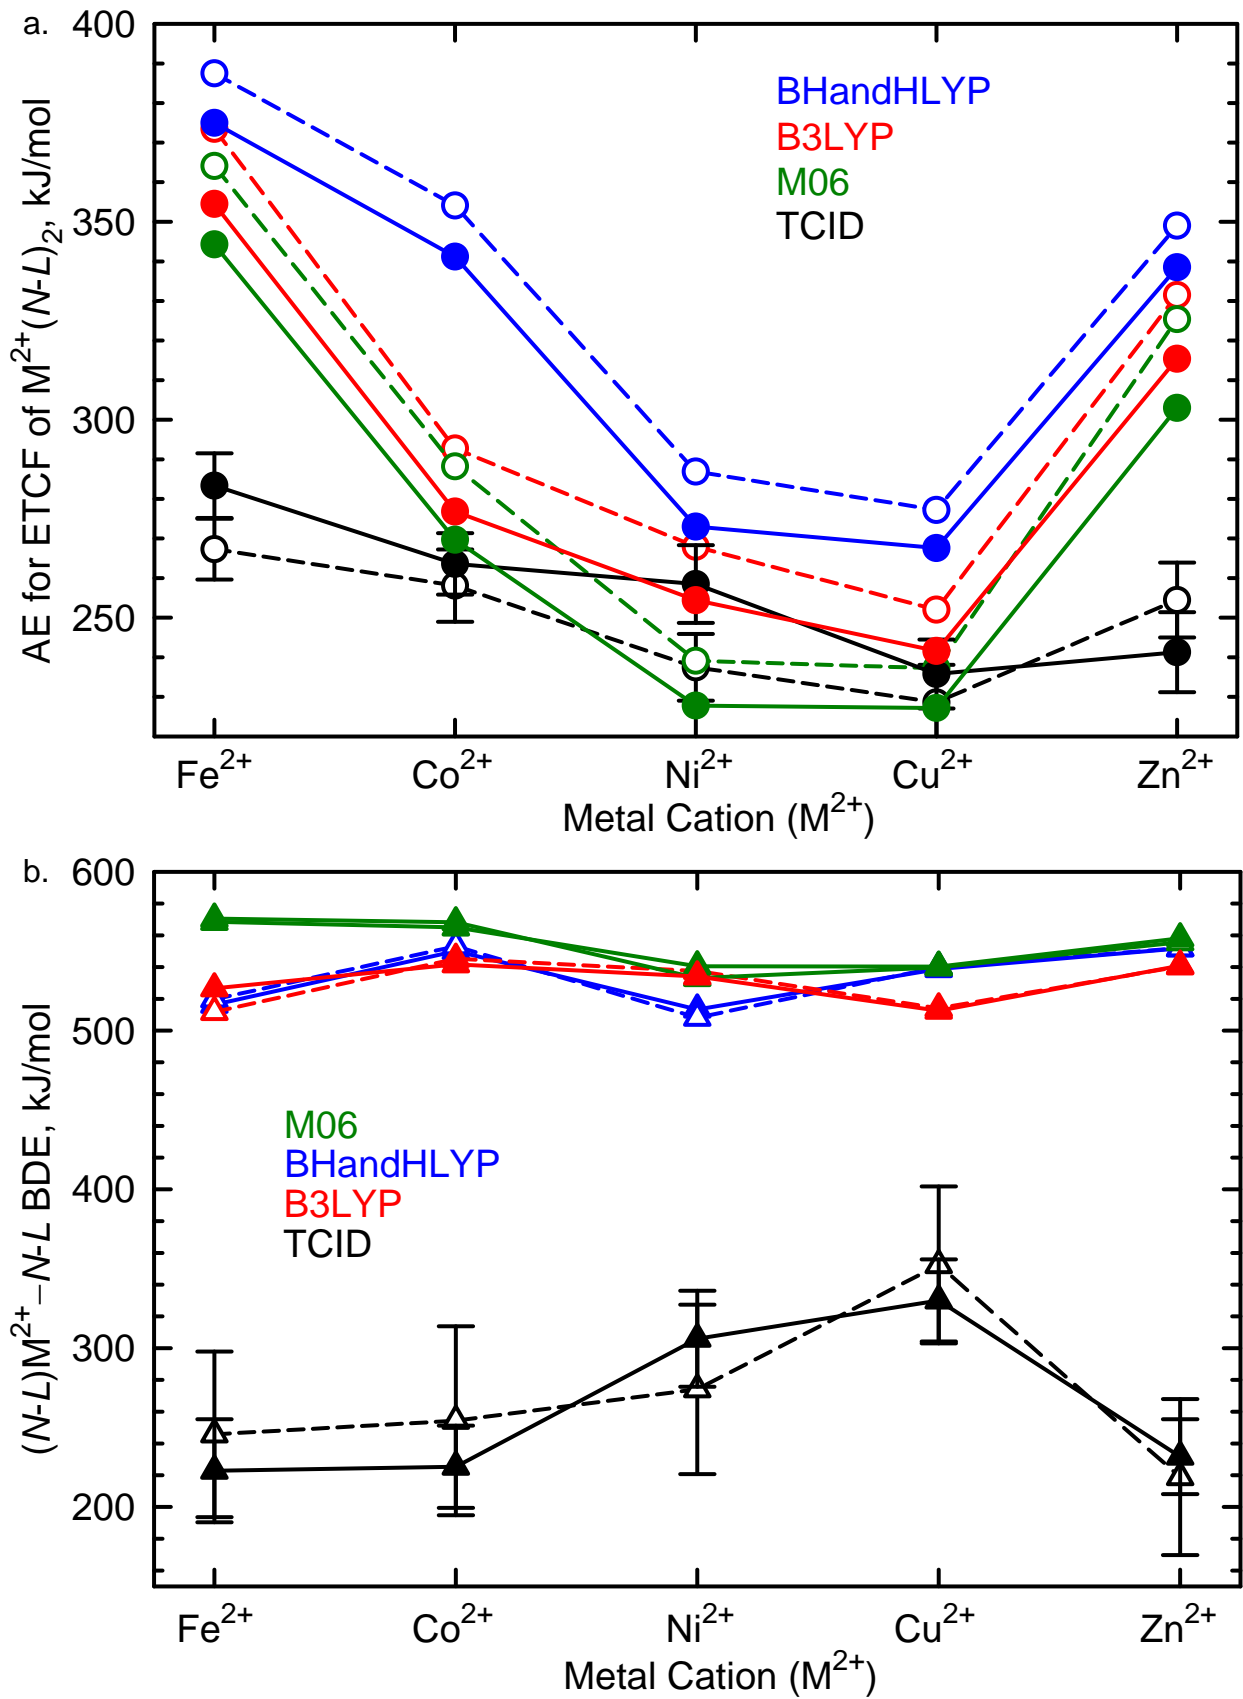 a.
400
350
300
250
AE for ETCF of M²⁺(N-L)₂, kJ/mol
BHandHLYP
B3LYP
M06
TCID
Fe²⁺ Co²⁺ Ni²⁺ Cu²⁺ Zn²⁺
Metal Cation (M²⁺)
b.
600
500
400
300
200
(N-L)M²⁺–N-L BDE, kJ/mol
M06
BHandHLYP
B3LYP
TCID
Fe²⁺ Co²⁺ Ni²⁺ Cu²⁺ Zn²⁺
Metal Cation (M²⁺)